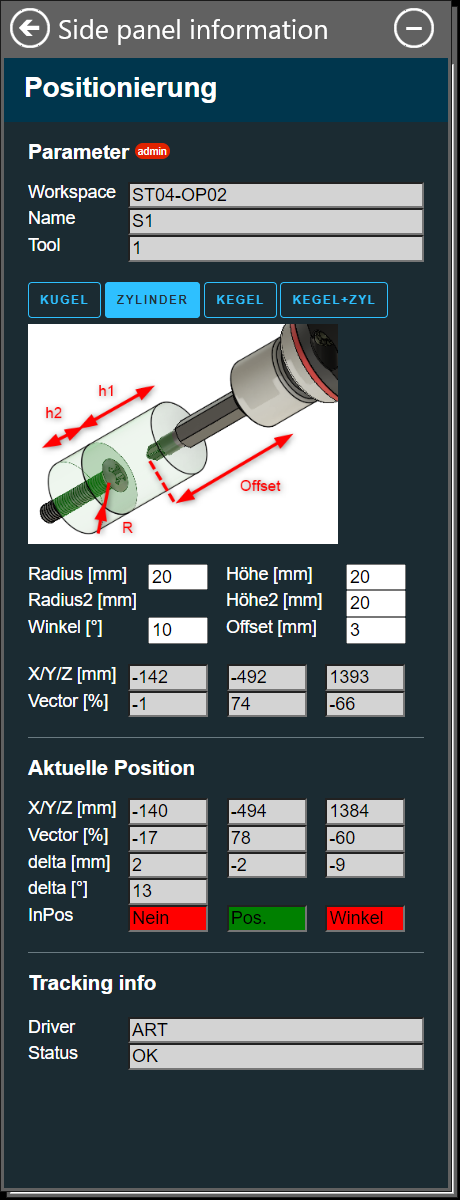 Side panel information
Positionierung
Parameter admin
Workspace ST04-OP02
Name S1
Tool 1
KUGEL ZYLINDER KEGEL KEGEL+ZYL
h1
h2
Offset
R
Radius [mm] 20 Höhe [mm] 20
Radius2 [mm] Höhe2 [mm] 20
Winkel [°] 10 Offset [mm] 3
X/Y/Z [mm] -142 -492 1393
Vector [%] -1 74 -66
Aktuelle Position
X/Y/Z [mm] -140 -494 1384
Vector [%] -17 78 -60
delta [mm] 2 -2 -9
delta [°] 13
InPos Nein Pos. Winkel
Tracking info
Driver ART
Status OK